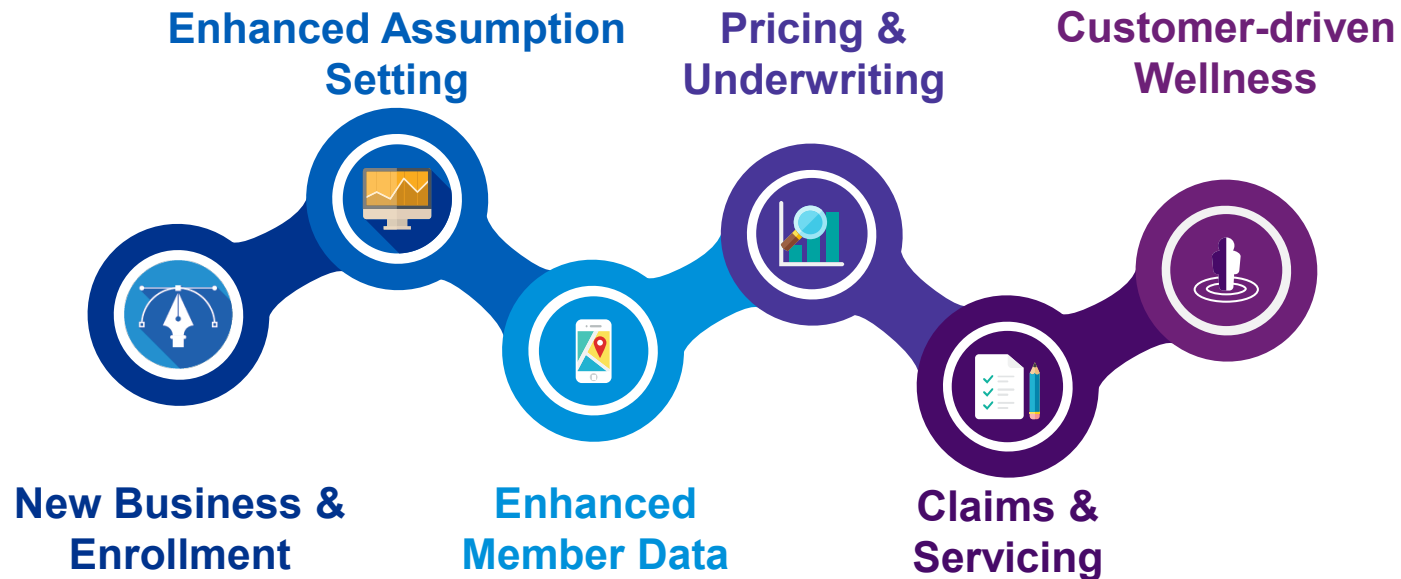 Enhanced Assumption
Setting
Pricing &
Underwriting
Customer-driven
Wellness
New Business &
Enrollment
Enhanced
Member Data
Claims &
Servicing